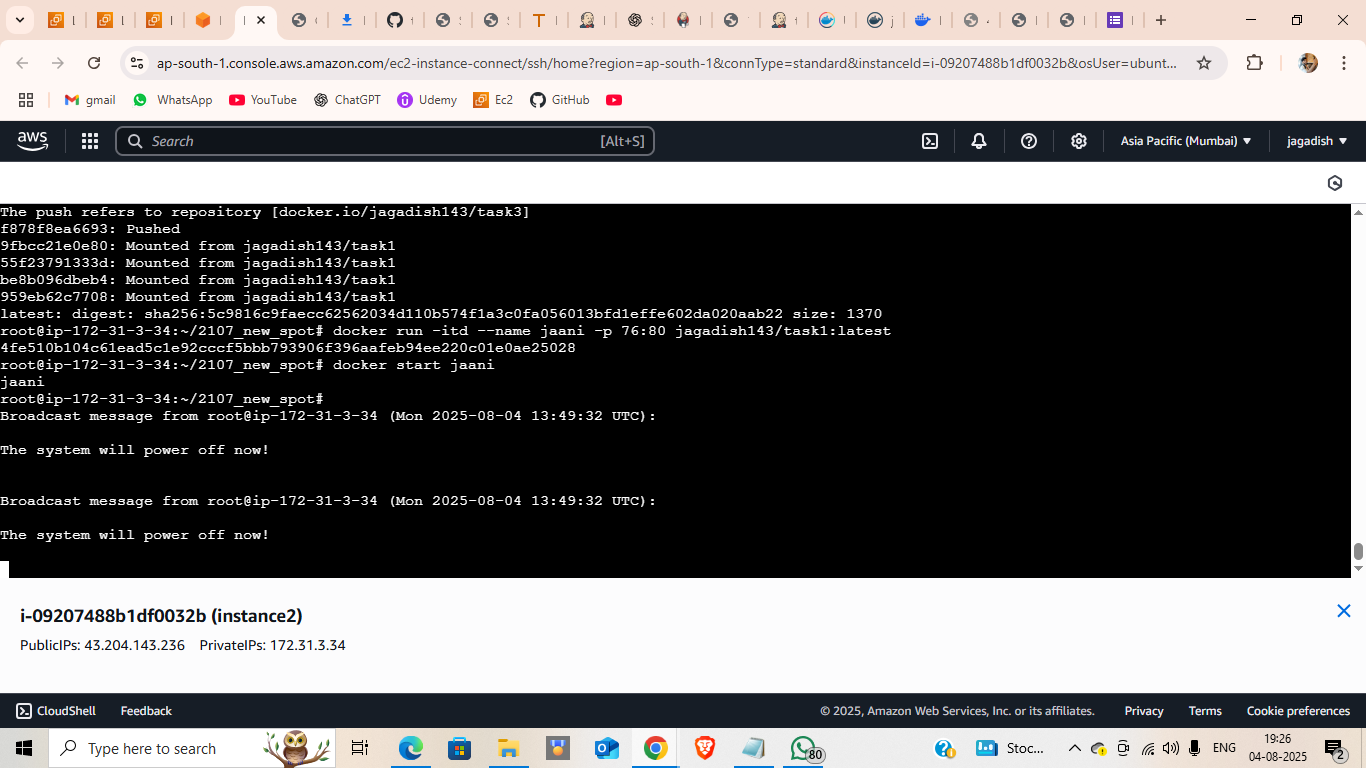 ap-south-1.console.aws.amazon.com/ec2-instance-connect/ssh/home?region=ap-south-1&connType=standard&instanceId=i-09207488b1df0032b&osUser=ubunt...
gmail WhatsApp YouTube ChatGPT Udemy Ec2 GitHub
aws Search [Alt+S] Asia Pacific (Mumbai) jagadish
The push refers to repository [docker.io/jagadish143/task3]
f878f8ea6693: Pushed
9fbcc21e0e80: Mounted from jagadish143/task1
55f23791333d: Mounted from jagadish143/task1
be8b096dbeb4: Mounted from jagadish143/task1
959eb62c7708: Mounted from jagadish143/task1
latest: digest: sha256:5c9816c9faecc62562034d110b574f1a3c0fa056013bfd1effe602da020aab22 size: 1370
root@ip-172-31-3-34:~/2107_new_spot# docker run -itd --name jaani -p 76:80 jagadish143/task1:latest
4fe510b104c61ead5c1e92cccf5bbb793906f396aafeb94ee220c01e0ae25028
root@ip-172-31-3-34:~/2107_new_spot# docker start jaani
jaani
root@ip-172-31-3-34:~/2107_new_spot#
Broadcast message from root@ip-172-31-3-34 (Mon 2025-08-04 13:49:32 UTC):
The system will power off now!
Broadcast message from root@ip-172-31-3-34 (Mon 2025-08-04 13:49:32 UTC):
The system will power off now!
i-09207488b1df0032b (instance2)
PublicIPs: 43.204.143.236 PrivateIPs: 172.31.3.34
CloudShell Feedback © 2025, Amazon Web Services, Inc. or its affiliates. Privacy Terms Cookie preferences
Type here to search 80 Stoc... ENG 19:26
04-08-2025 2